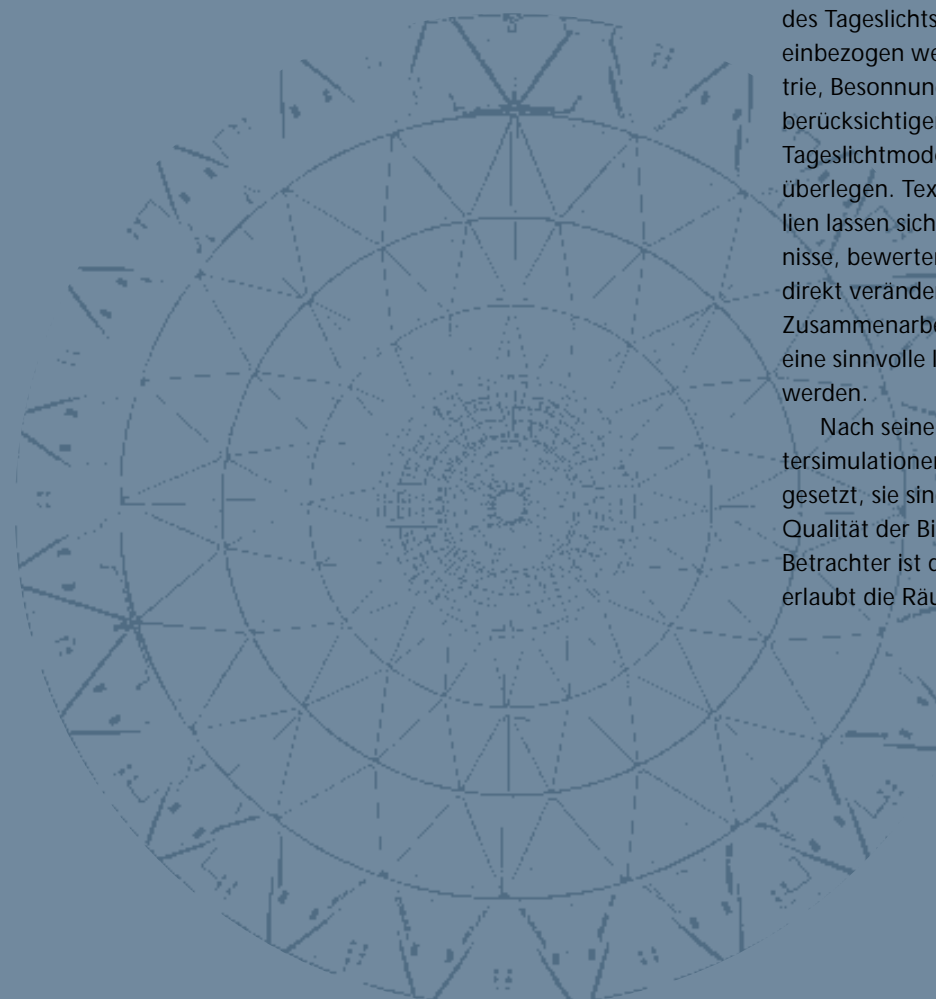 des Tageslichts
einbezogen we
trie, Besonnun
berücksichtige
Tageslichtmode
überlegen. Tex
lien lassen sich
nisse, bewerte
direkt verände
Zusammenarbe
eine sinnvolle I
werden.
Nach seine
tersimulatione
gesetzt, sie sin
Qualität der Bi
Betrachter ist d
erlaubt die Räu